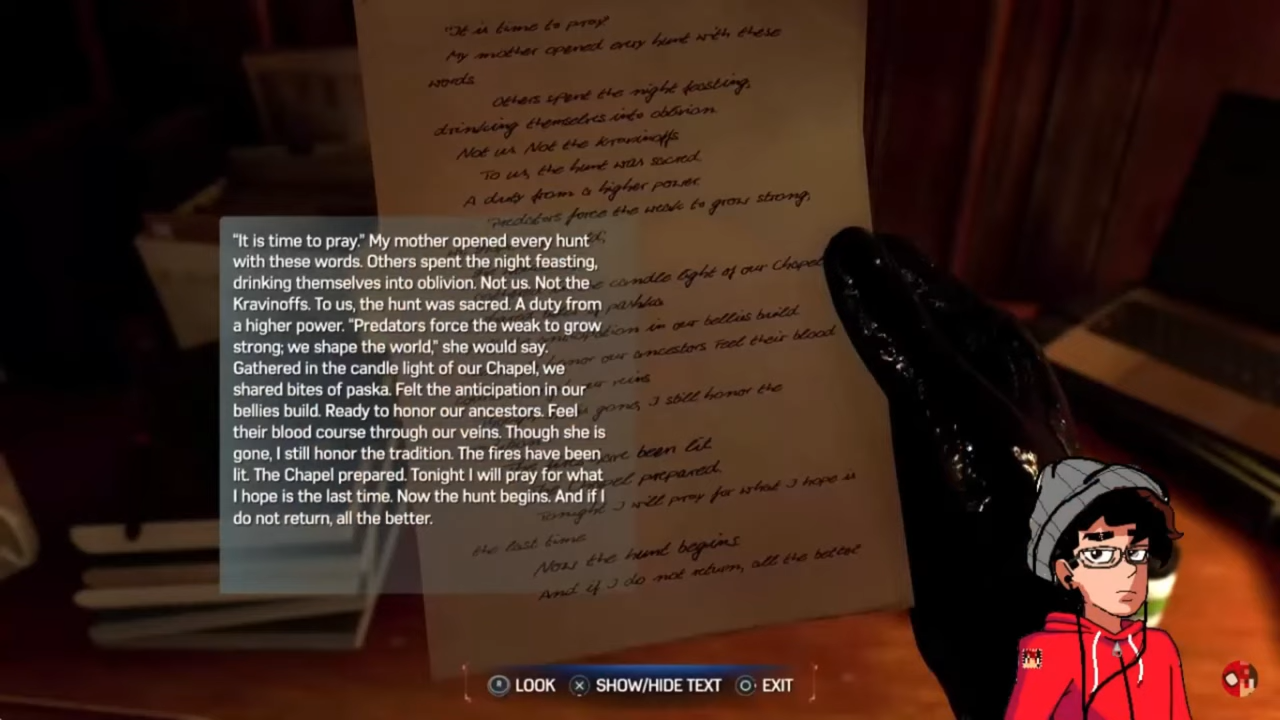 "It is time to pray."
My mother opened every hunt with these
words.
Others spent the night feasting,
drinking themselves into oblivion.
Not us. Not the Kravinoffs.
To us, the hunt was sacred.
A duty from a higher power.
"Predators force the weak to grow strong;
candle light of our Chapel
in our bellies build.
honor our ancestors. Feel their blood
gone, I still honor the
have been lit.
Chapel prepared.
Tonight I will pray for what I hope is
the last time.
Now the hunt begins.
And if I do not return, all the better.
"It is time to pray." My mother opened every hunt
with these words. Others spent the night feasting,
drinking themselves into oblivion. Not us. Not the
Kravinoffs. To us, the hunt was sacred. A duty from
a higher power. "Predators force the weak to grow
strong; we shape the world," she would say.
Gathered in the candle light of our Chapel, we
shared bites of paska. Felt the anticipation in our
bellies build. Ready to honor our ancestors. Feel
their blood course through our veins. Though she is
gone, I still honor the tradition. The fires have been
lit. The Chapel prepared. Tonight I will pray for what
I hope is the last time. Now the hunt begins. And if I
do not return, all the better.
R LOOK SHOW/HIDE TEXT EXIT